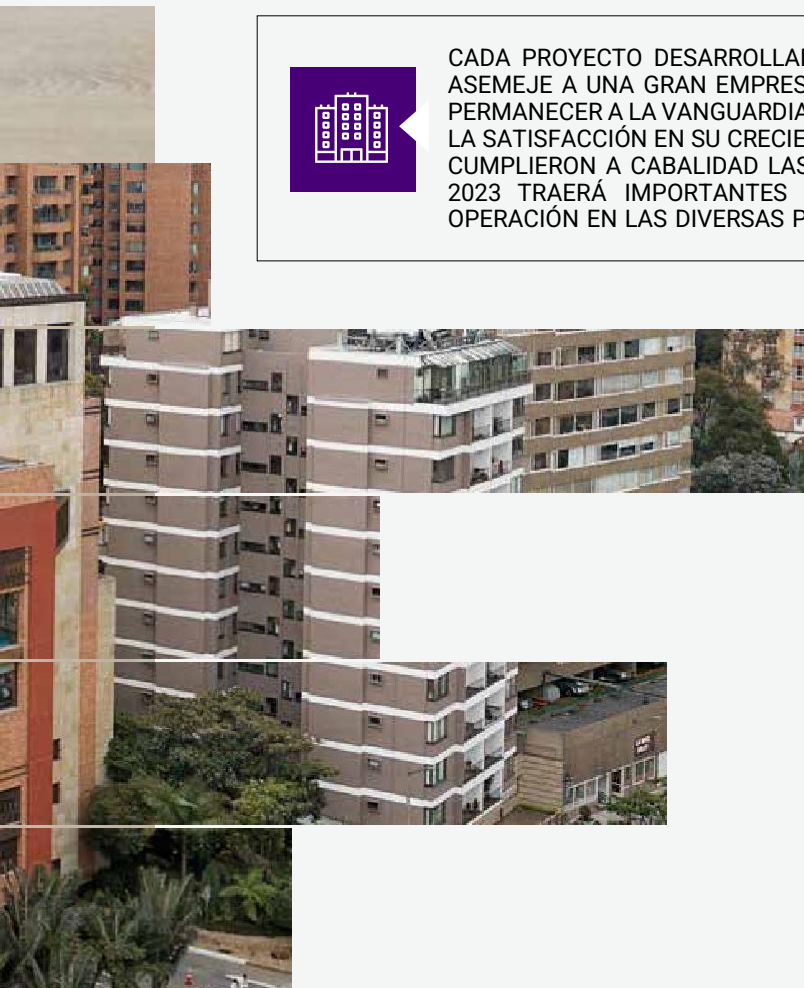 CADA PROYECTO DESARROLLA
ASEMEJE A UNA GRAN EMPRES
PERMANECER A LA VANGUARDIA
LA SATISFACCIÓN EN SU CRECIE
CUMPLIERON A CABALIDAD LAS
2023 TRAERÁ IMPORTANTES
OPERACIÓN EN LAS DIVERSAS P